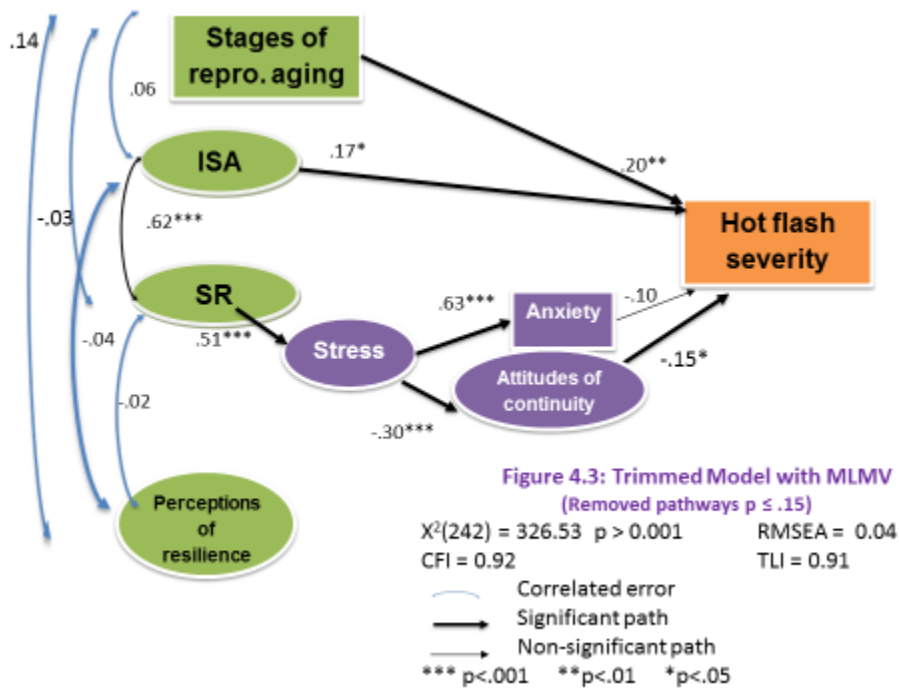 .14
Stages of
repro. aging
.06
ISA
.17*
.20**
Hot flash
severity
-.03
.62***
SR
-.04
.51***
Stress
.63***
Anxiety
-.10
-.02
Attitudes of
continuity
-.15*
-.30***
Perceptions
of
resilience
Figure 4.3: Trimmed Model with MLMV
(Removed pathways p ≤ .15)
X²(242) = 326.53 p > 0.001 RMSEA = 0.04
CFI = 0.92 TLI = 0.91
Correlated error
Significant path
Non-significant path
*** p<.001 **p<.01 *p<.05